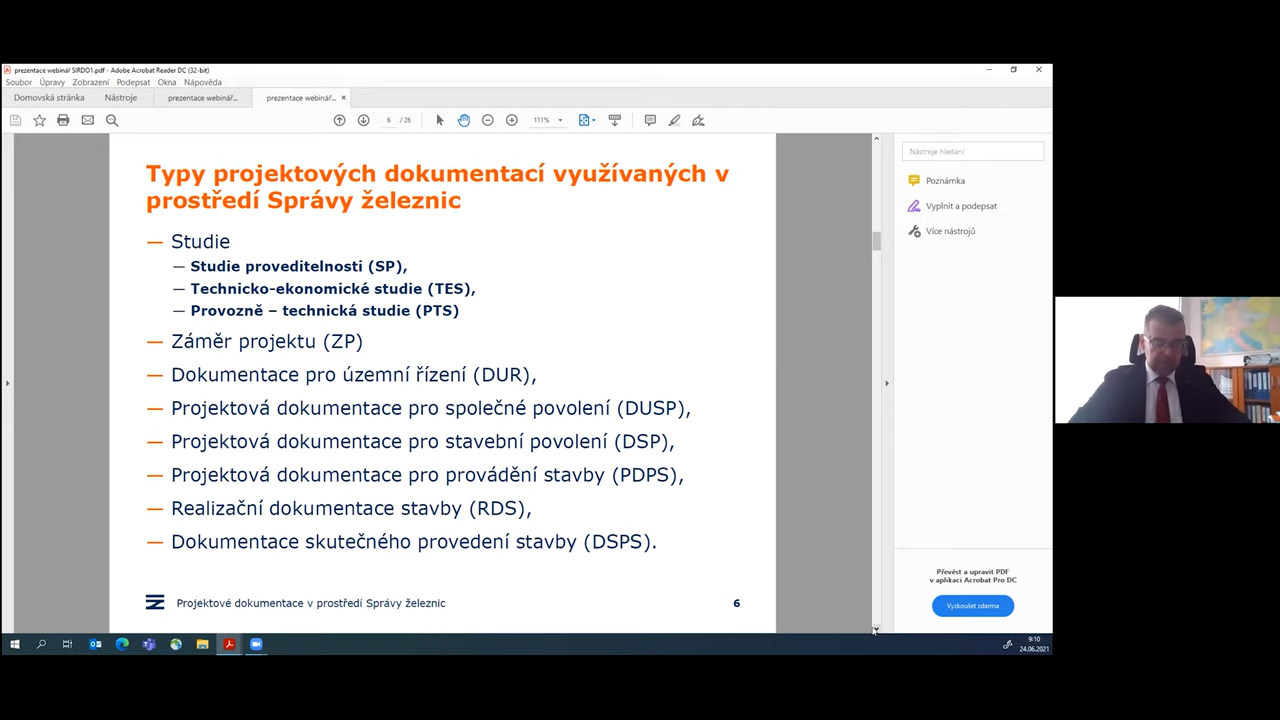 prezentace webinář SIRDO1.pdf - Adobe Acrobat Reader DC (32-bit)
Soubor Úpravy Zobrazení Podepsat Okna Nápověda
Domovská stránka Nástroje prezentace webinář... prezentace webinář...
6 / 26 111%
Typy projektových dokumentací využívaných v
prostředí Správy železnic
— Studie
— Studie proveditelnosti (SP),
— Technicko-ekonomické studie (TES),
— Provozně – technická studie (PTS)
— Záměr projektu (ZP)
— Dokumentace pro územní řízení (DUR),
— Projektová dokumentace pro společné povolení (DUSP),
— Projektová dokumentace pro stavební povolení (DSP),
— Projektová dokumentace pro provádění stavby (PDPS),
— Realizační dokumentace stavby (RDS),
— Dokumentace skutečného provedení stavby (DSPS).
Projektové dokumentace v prostředí Správy železnic 6
Nástroje hledání
Poznámka
Vyplnit a podepsat
Více nástrojů
Převést a upravit PDF
v aplikaci Acrobat Pro DC
Vyzkoušet zdarma
9:10
24.06.2021